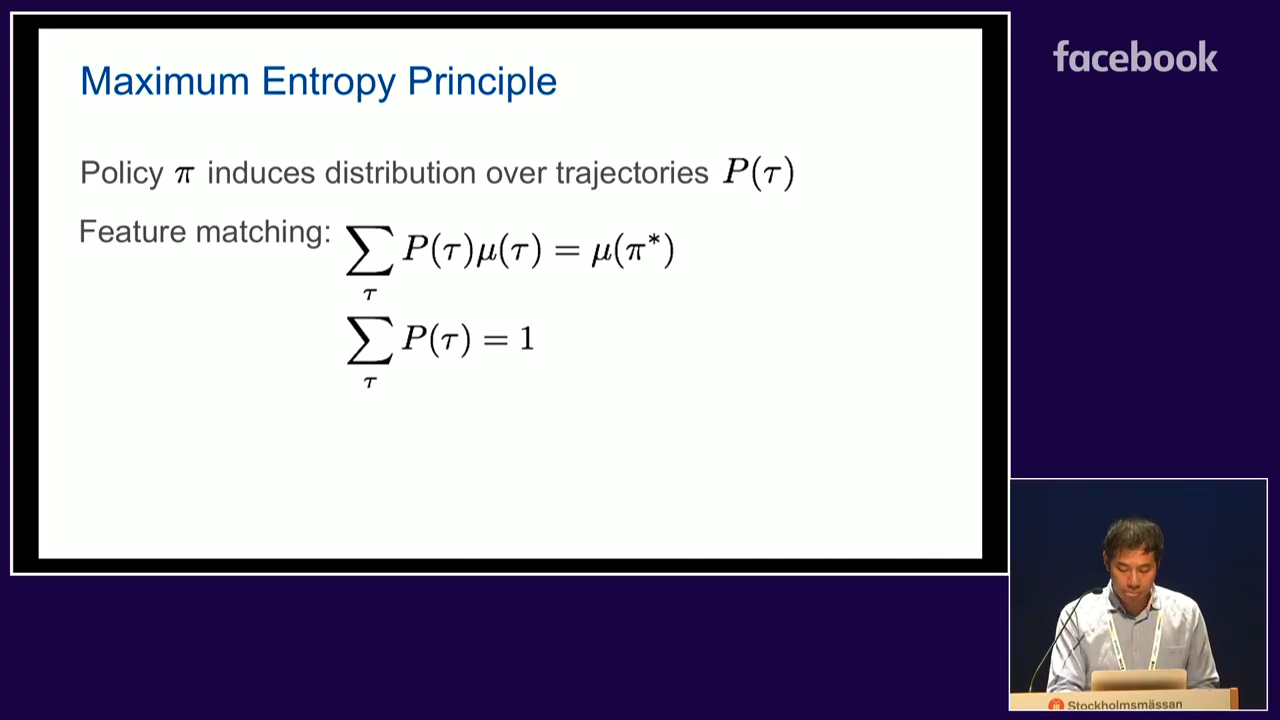 facebook
Maximum Entropy Principle
Policy π induces distribution over trajectories P(τ)
Feature matching: ∑_τ P(τ)μ(τ) = μ(π*)
∑_τ P(τ) = 1
Stockholmsmässan